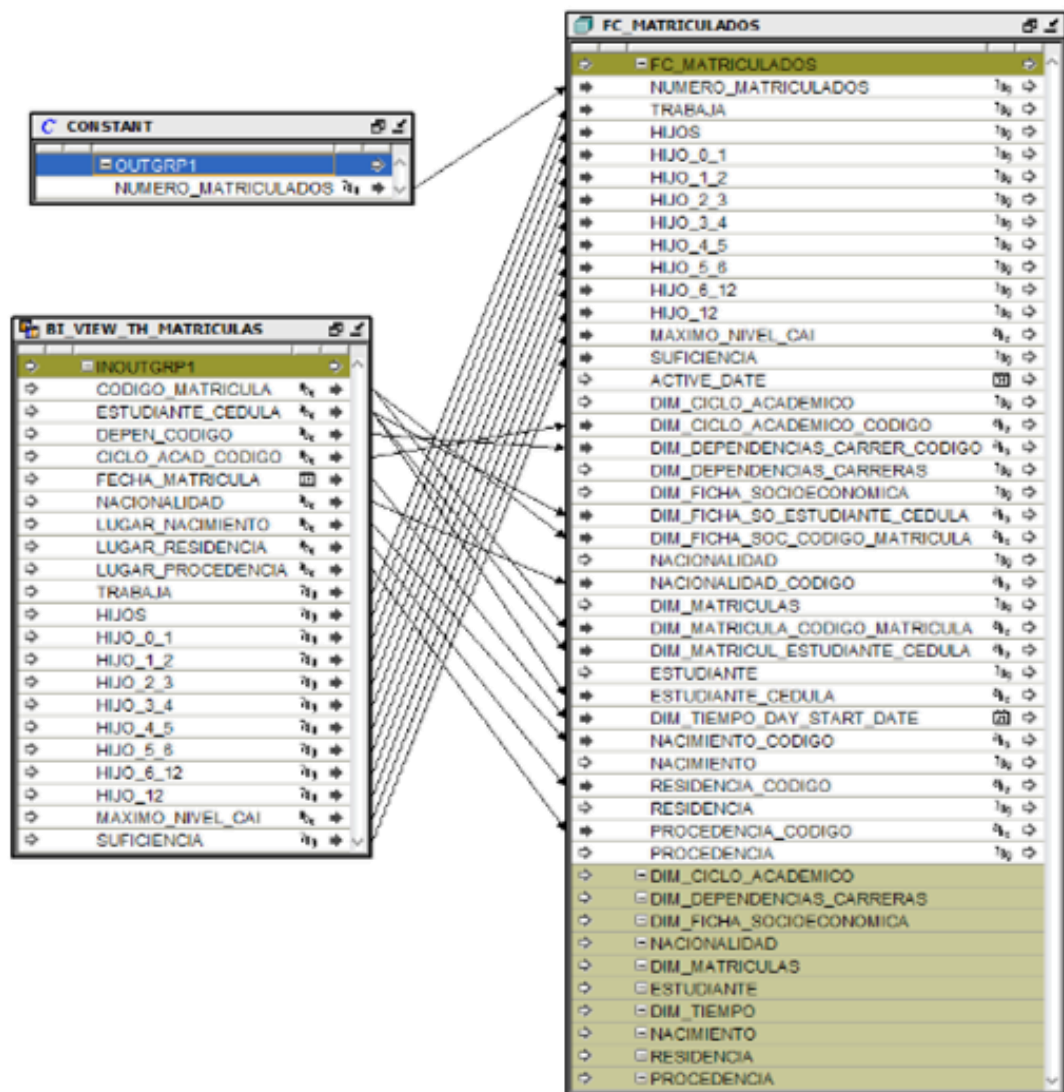 CONSTANT
OUTGRP1
NUMERO_MATRICULADOS
BI_VIEW_TH_MATRICULAS
INOUTGRP1
CODIGO_MATRICULA
ESTUDIANTE_CEDULA
DEPEN_CODIGO
CICLO_ACAD_CODIGO
FECHA_MATRICULA
NACIONALIDAD
LUGAR_NACIMIENTO
LUGAR_RESIDENCIA
LUGAR_PROCEDENCIA
TRABAJA
HIJOS
HIJO_0_1
HIJO_1_2
HIJO_2_3
HIJO_3_4
HIJO_4_5
HIJO_5_6
HIJO_6_12
HIJO_12
MAXIMO_NIVEL_CAI
SUFICIENCIA
FC_MATRICULADOS
FC_MATRICULADOS
NUMERO_MATRICULADOS
TRABAJA
HIJOS
HIJO_0_1
HIJO_1_2
HIJO_2_3
HIJO_3_4
HIJO_4_5
HIJO_5_6
HIJO_6_12
HIJO_12
MAXIMO_NIVEL_CAI
SUFICIENCIA
ACTIVE_DATE
DIM_CICLO_ACADEMICO
DIM_CICLO_ACADEMICO_CODIGO
DIM_DEPENDENCIAS_CARRER_CODIGO
DIM_DEPENDENCIAS_CARRERAS
DIM_FICHA_SOCIOECONOMICA
DIM_FICHA_SO_ESTUDIANTE_CEDULA
DIM_FICHA_SOC_CODIGO_MATRICULA
NACIONALIDAD
NACIONALIDAD_CODIGO
DIM_MATRICULAS
DIM_MATRICULA_CODIGO_MATRICULA
DIM_MATRICUL_ESTUDIANTE_CEDULA
ESTUDIANTE
ESTUDIANTE_CEDULA
DIM_TIEMPO_DAY_START_DATE
NACIMIENTO_CODIGO
NACIMIENTO
RESIDENCIA_CODIGO
RESIDENCIA
PROCEDENCIA_CODIGO
PROCEDENCIA
DIM_CICLO_ACADEMICO
DIM_DEPENDENCIAS_CARRERAS
DIM_FICHA_SOCIOECONOMICA
NACIONALIDAD
DIM_MATRICULAS
ESTUDIANTE
DIM_TIEMPO
NACIMIENTO
RESIDENCIA
PROCEDENCIA